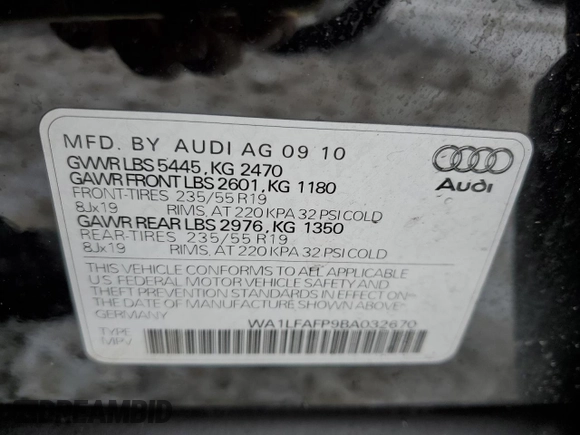 MFD. BY AUDI AG 09 10
GVWR LBS 5445, KG 2470
GAWR FRONT LBS 2601, KG 1180
FRONT-TIRES 235/55 R19
8Jx19 RIMS, AT 220 KPA 32 PSI COLD
GAWR REAR LBS 2976, KG 1350
REAR-TIRES 235/55 R19
8Jx19 RIMS, AT 220 KPA 32 PSI COLD
Audi
THIS VEHICLE CONFORMS TO ALL APPLICABLE
U.S. FEDERAL MOTOR VEHICLE SAFETY AND
THEFT PREVENTION STANDARDS IN EFFECT ON
THE DATE OF MANUFACTURE SHOWN ABOVE
GERMANY WA1LFAFP9BA032670
TYPE
MPV
© DREAMBID